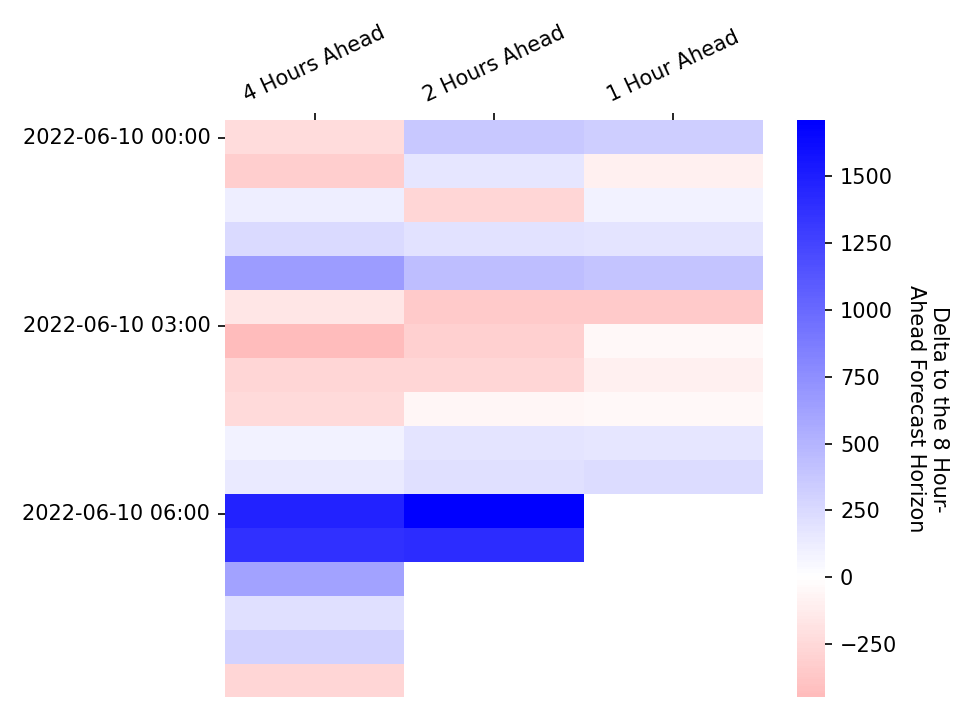 4 Hours Ahead
2 Hours Ahead
1 Hour Ahead
2022-06-10 00:00
2022-06-10 03:00
2022-06-10 06:00
1500
1250
1000
750
500
250
0
−250
Delta to the 8 Hour-
Ahead Forecast Horizon